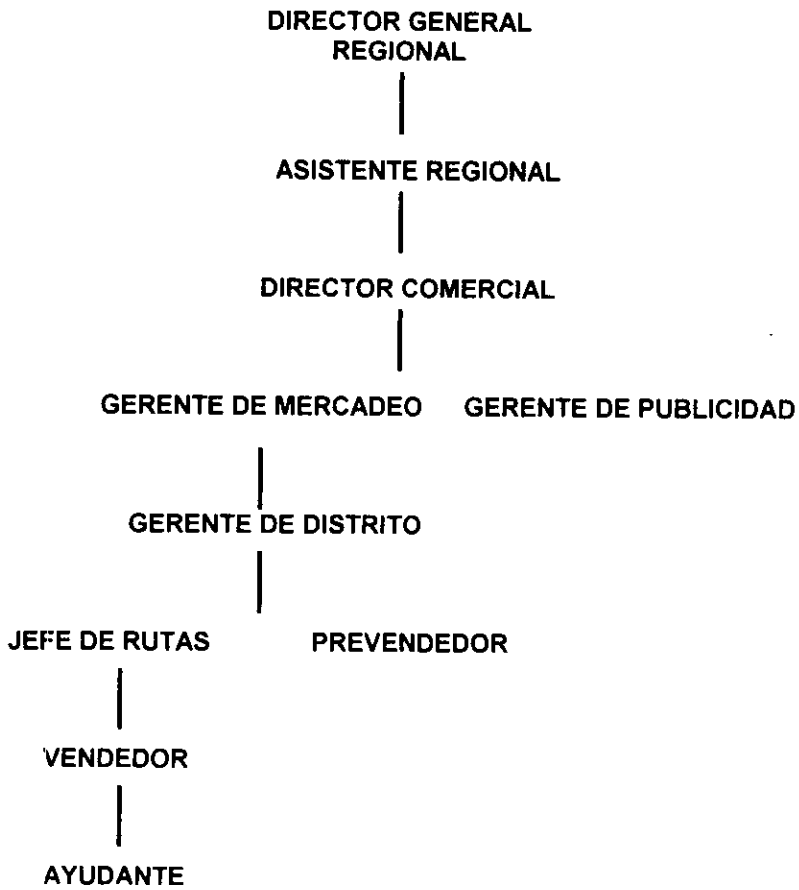 DIRECTOR GENERAL
REGIONAL
ASISTENTE REGIONAL
DIRECTOR COMERCIAL
GERENTE DE MERCADEO GERENTE DE PUBLICIDAD
GERENTE DE DISTRITO
JEFE DE RUTAS PREVENDEDOR
VENDEDOR
AYUDANTE